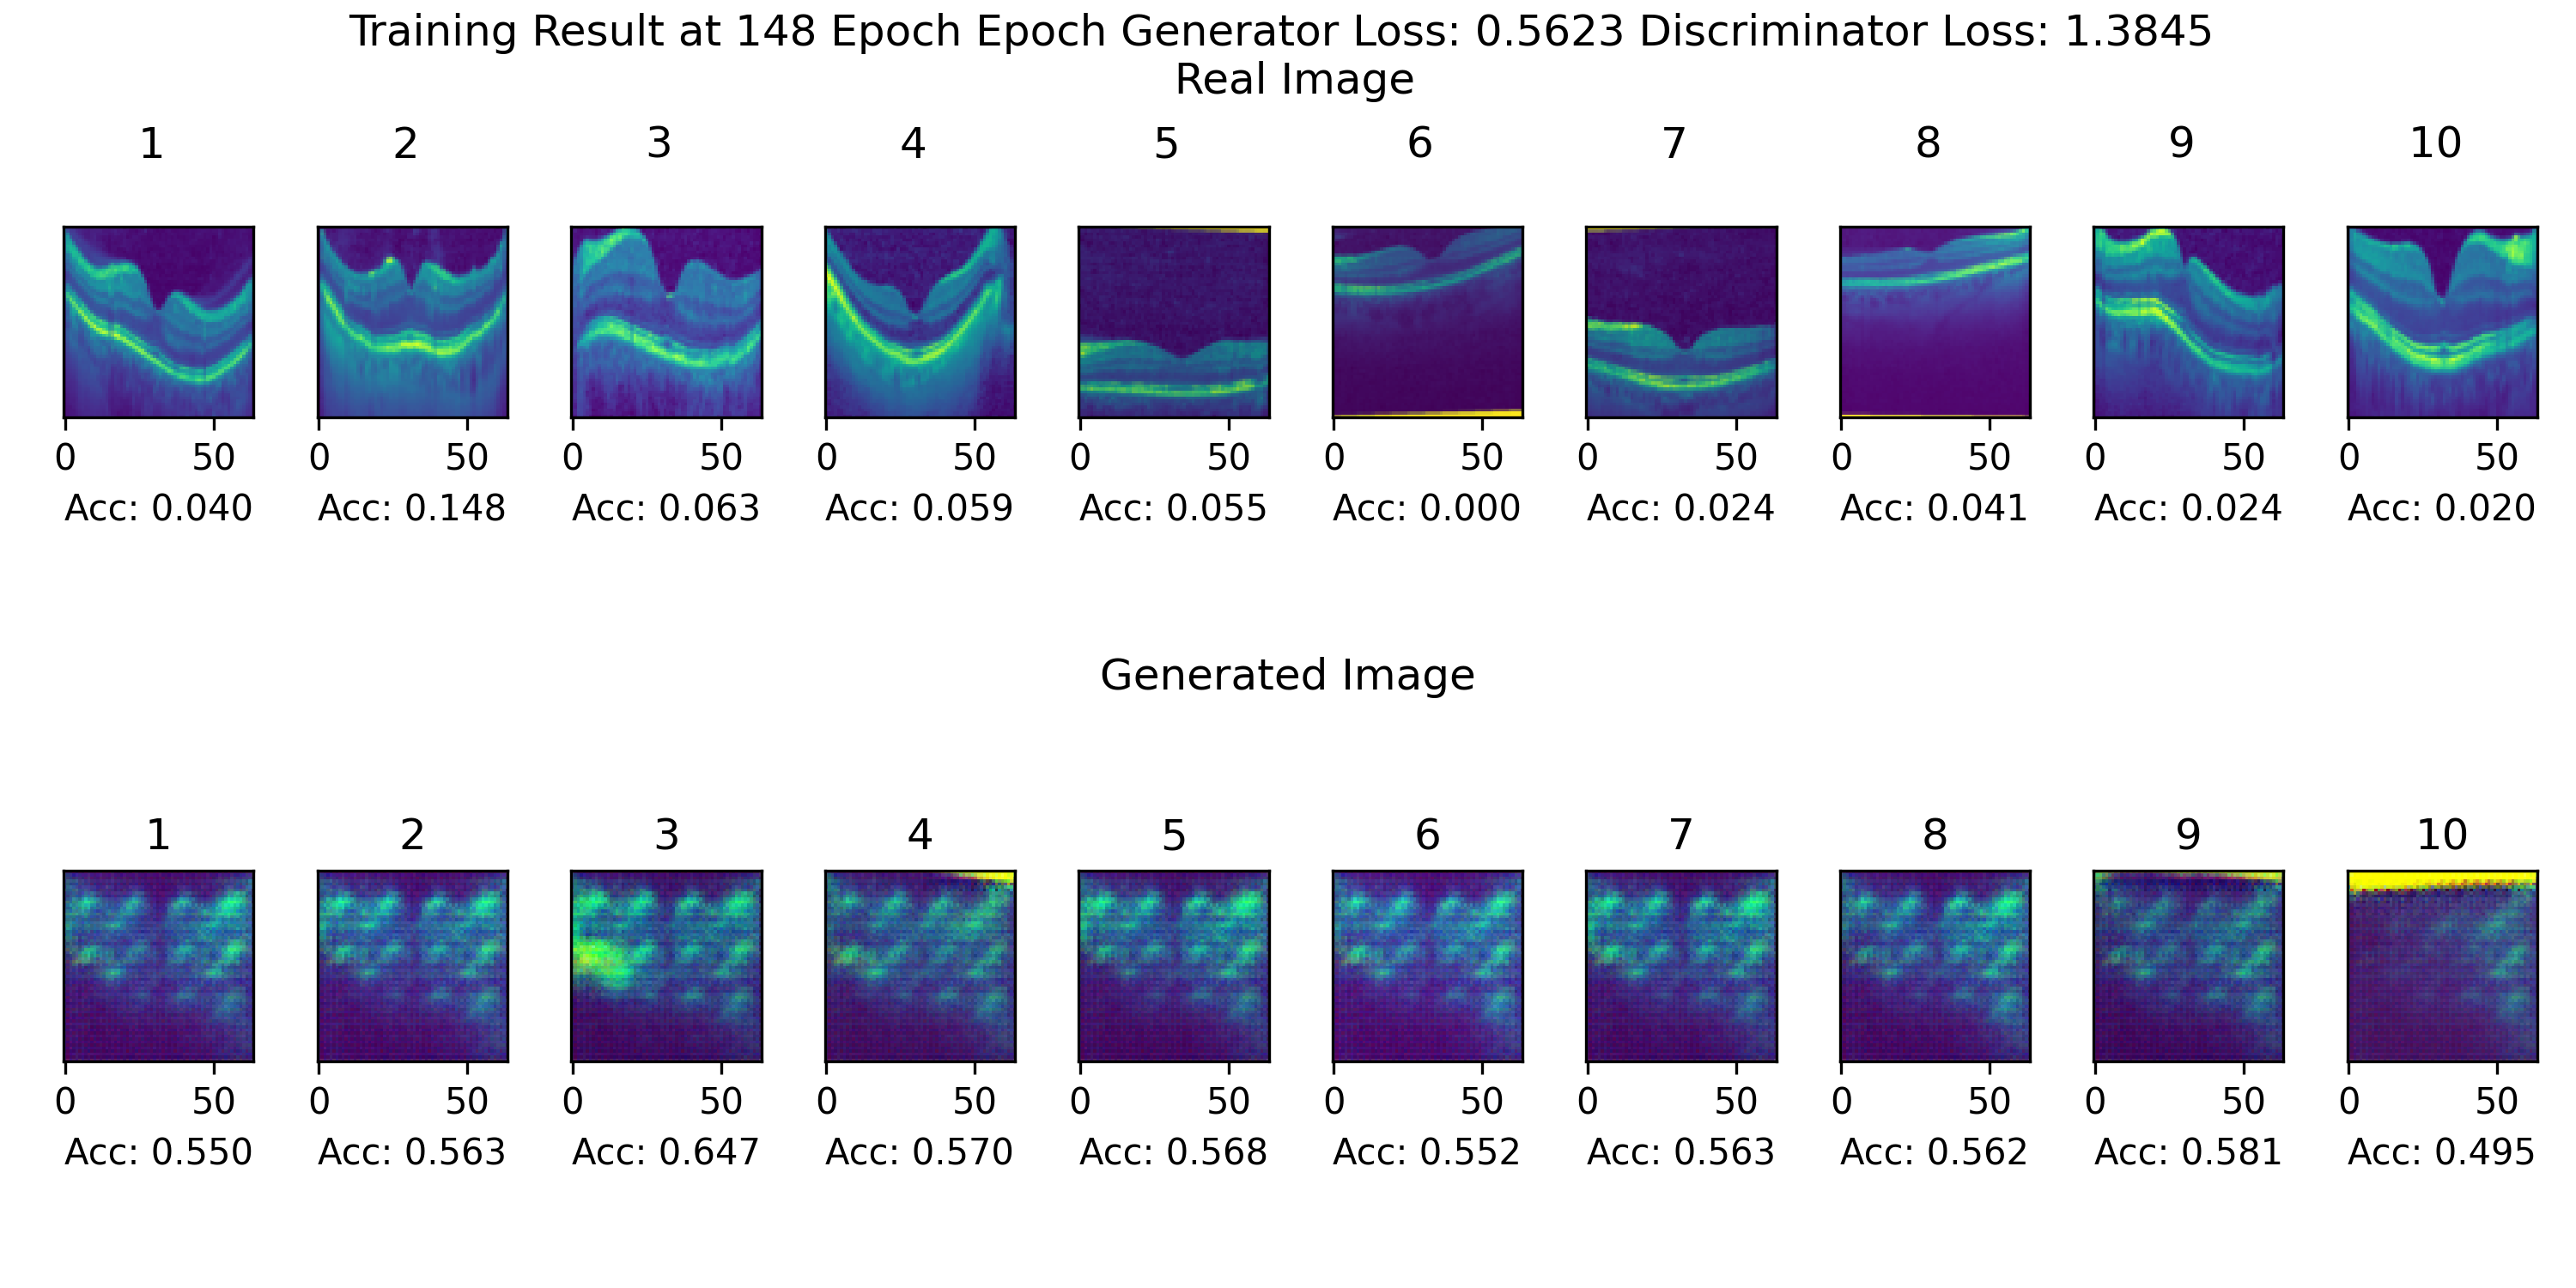 Training Result at 148 Epoch Epoch Generator Loss: 0.5623 Discriminator Loss: 1.3845
Real Image
1 2 3 4 5 6 7 8 9 10
0 50 0 50 0 50 0 50 0 50 0 50 0 50 0 50 0 50 0 50
Acc: 0.040 Acc: 0.148 Acc: 0.063 Acc: 0.059 Acc: 0.055 Acc: 0.000 Acc: 0.024 Acc: 0.041 Acc: 0.024 Acc: 0.020
Generated Image
1 2 3 4 5 6 7 8 9 10
0 50 0 50 0 50 0 50 0 50 0 50 0 50 0 50 0 50 0 50
Acc: 0.550 Acc: 0.563 Acc: 0.647 Acc: 0.570 Acc: 0.568 Acc: 0.552 Acc: 0.563 Acc: 0.562 Acc: 0.581 Acc: 0.495